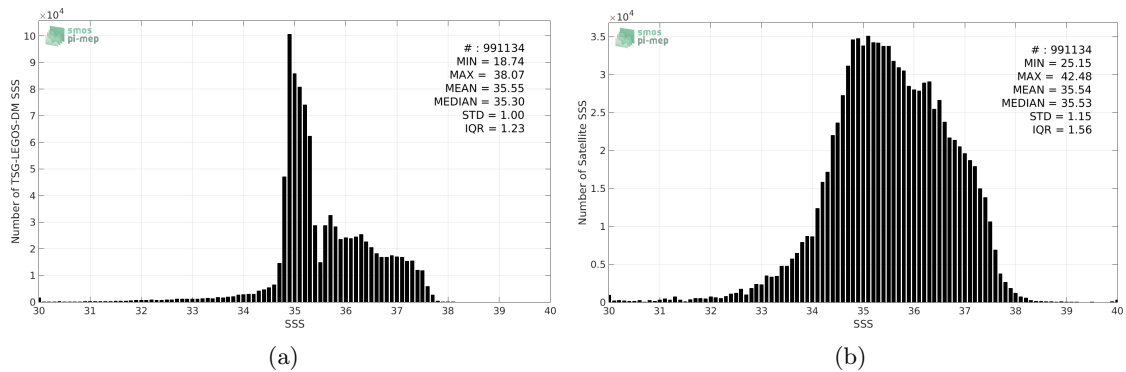 ×10⁴
smos
pi-mep
# : 991134
MIN = 18.74
MAX = 38.07
MEAN = 35.55
MEDIAN = 35.30
STD = 1.00
IQR = 1.23
Number of TSG-LEGOS-DM SSS
10
9
8
7
6
5
4
3
2
1
0
30 31 32 33 34 35 36 37 38 39 40
SSS
(a)
×10⁴
smos
pi-mep
# : 991134
MIN = 25.15
MAX = 42.48
MEAN = 35.54
MEDIAN = 35.53
STD = 1.15
IQR = 1.56
Number of Satellite SSS
3.5
3
2.5
2
1.5
1
0.5
0
30 31 32 33 34 35 36 37 38 39 40
SSS
(b)